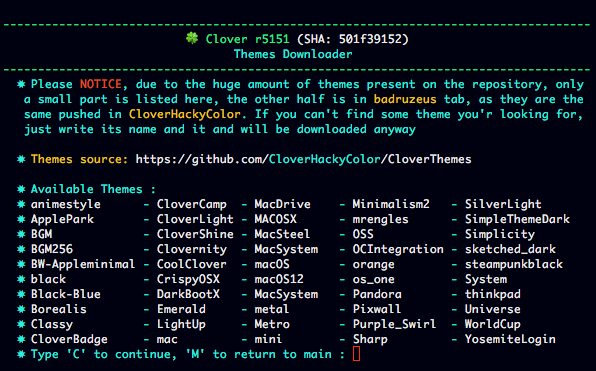 🍀 Clover r5151 (SHA: 501f39152)
Themes Downloader
✸ Please NOTICE, due to the huge amount of themes present on the repository, only
a small part is listed here, the other half is in badruzeus tab, as they are the
same pushed in CloverHackyColor. If you can't find some theme you'r looking for,
just write its name and it and will be downloaded anyway
✸ Themes source: https://github.com/CloverHackyColor/CloverThemes
✸ Available Themes :
✸ animestyle - CloverCamp - MacDrive - Minimalism2 - SilverLight
✸ ApplePark - CloverLight - MACOSX - mrengles - SimpleThemeDark
✸ BGM - CloverShine - MacSteel - OSS - Simplicity
✸ BGM256 - Clovernity - MacSystem - OCIntegration - sketched_dark
✸ BW-Appleminimal - CoolClover - macOS - orange - steampunkblack
✸ black - CrispyOSX - macOS12 - os_one - System
✸ Black-Blue - DarkBootX - MacSystem - Pandora - thinkpad
✸ Borealis - Emerald - metal - Pixwall - Universe
✸ Classy - LightUp - Metro - Purple_Swirl - WorldCup
✸ CloverBadge - mac - mini - Sharp - YosemiteLogin
✸ Type 'C' to continue, 'M' to return to main :